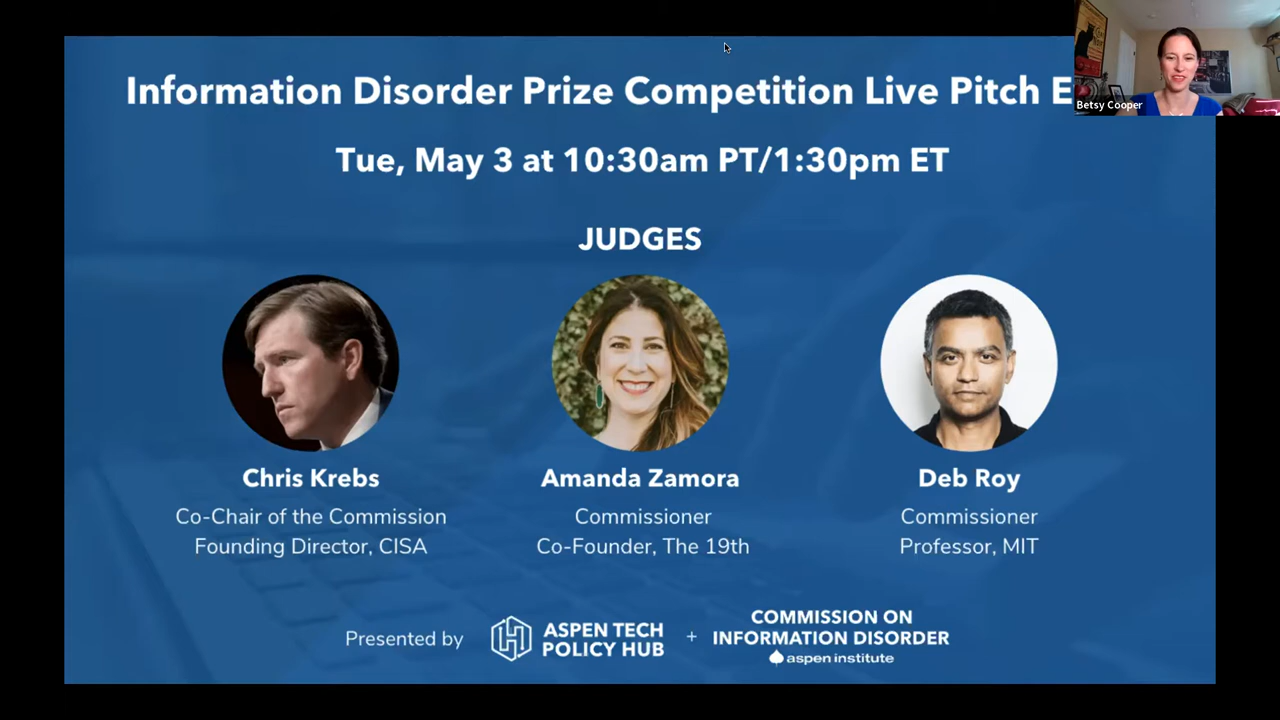 Information Disorder Prize Competition Live Pitch E
Betsy Cooper
Tue, May 3 at 10:30am PT/1:30pm ET
JUDGES
Chris Krebs
Co-Chair of the Commission
Founding Director, CISA
Amanda Zamora
Commissioner
Co-Founder, The 19th
Deb Roy
Commissioner
Professor, MIT
Presented by
ASPEN TECH
POLICY HUB
+
COMMISSION ON
INFORMATION DISORDER
aspen institute